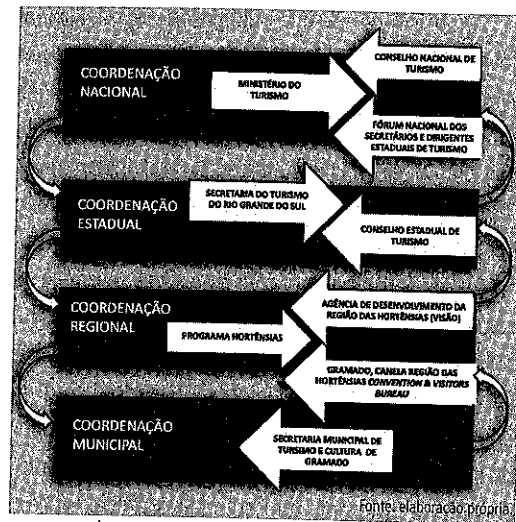 COORDENAÇÃO
NACIONAL
MINISTÉRIO DO
TURISMO
CONSELHO NACIONAL DE
TURISMO
FÓRUM NACIONAL DOS
SECRETÁRIOS E DIRIGENTES
ESTADUAIS DE TURISMO
COORDENAÇÃO
ESTADUAL
SECRETARIA DO TURISMO
DO RIO GRANDE DO SUL
CONSELHO ESTADUAL DE
TURISMO
COORDENAÇÃO
REGIONAL
PROGRAMA HORTÊNSIAS
AGÊNCIA DE DESENVOLVIMENTO DA
REGIÃO DAS HORTÊNSIAS (VISÃO)
GRAMADO, CANELA REGIÃO DAS
HORTÊNSIAS CONVENTION & VISITORS
BUREAU
COORDENAÇÃO
MUNICIPAL
SECRETARIA MUNICIPAL DE
TURISMO E CULTURA DE
GRAMADO
Fonte: elaboração própria